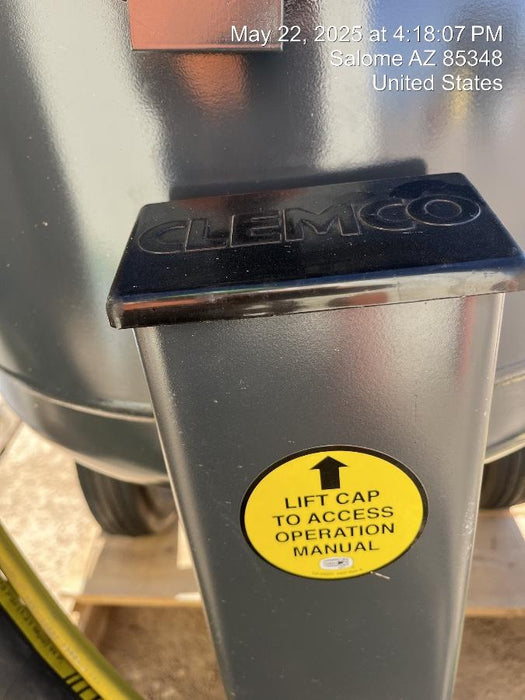 May 22, 2025 at 4:18:07 PM
Salome AZ 85348
United States
CLEMCO
LIFT CAP
TO ACCESS
OPERATION
MANUAL